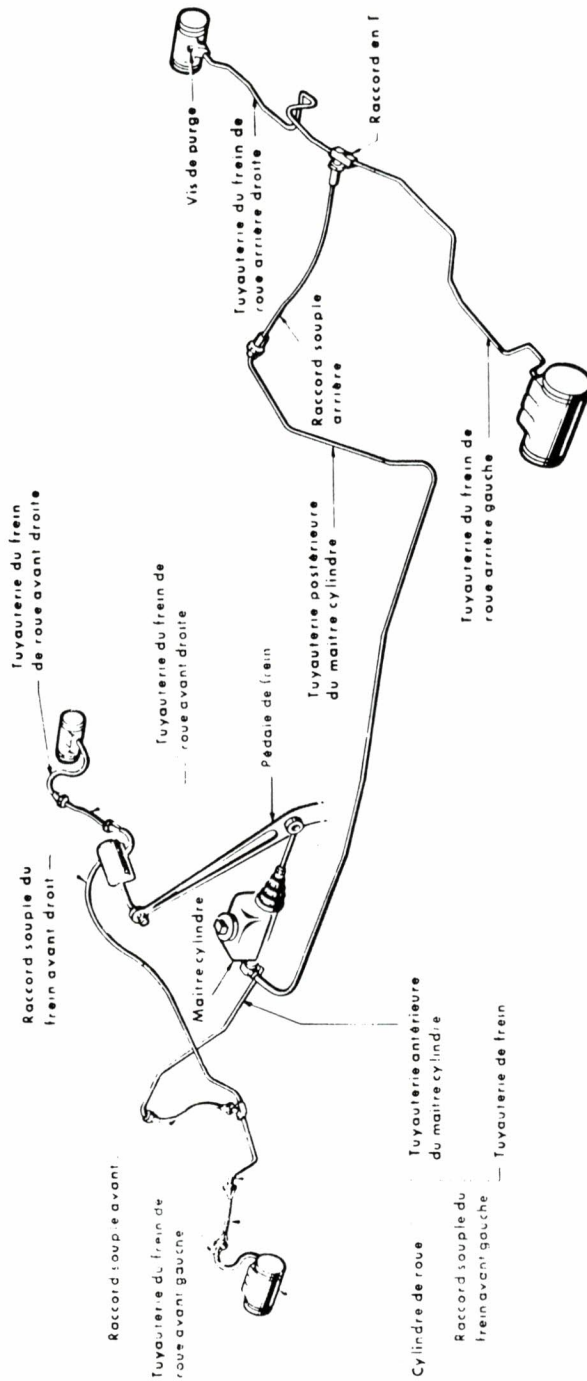 Vis de purge
Tuyauterie du frein de
roue arrière droite
Raccord en T
Raccord souple
arrière
Tuyauterie postérieure
du maitre cylindre
Tuyauterie du frein de
roue arrière gauche
Tuyauterie du frein
de roue avant droite
Tuyauterie du frein de
roue avant droite
Pédale de frein
Raccord souple du
frein avant droit
Maitre cylindre
Raccord souple avant
Tuyauterie du frein de
roue avant gauche
Tuyauterie antérieure
du maitre cylindre
Cylindre de roue
Raccord souple du
frein avant gauche
Tuyauterie de frein